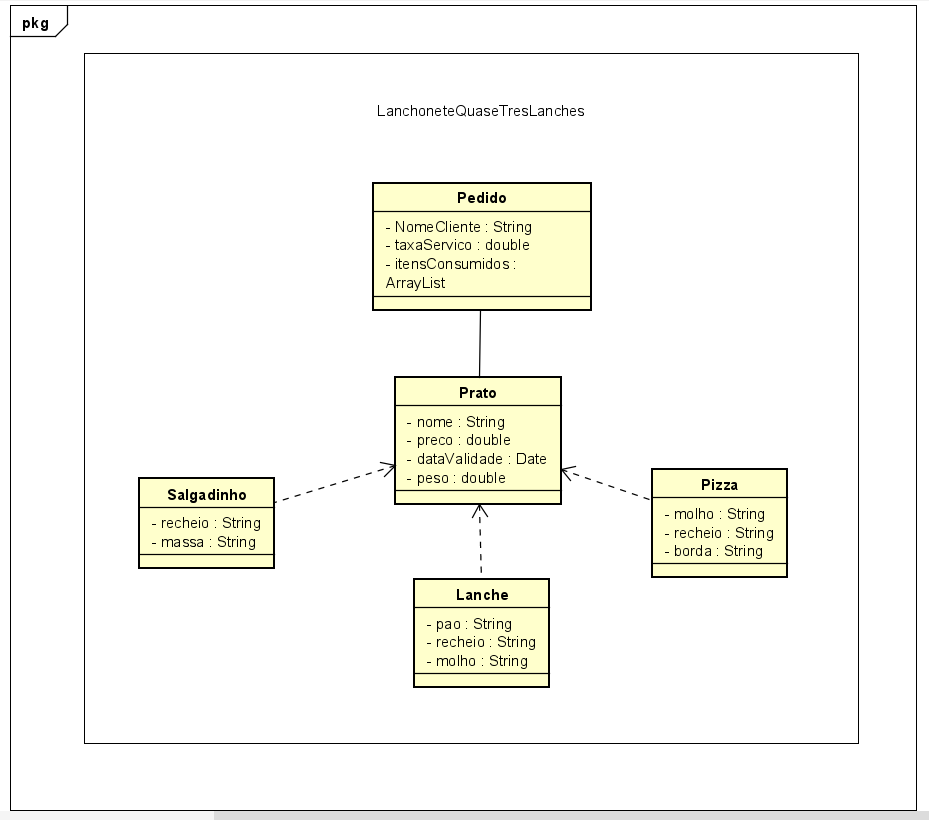 pkg
LanchoneteQuaseTresLanches
Pedido
- NomeCliente : String
- taxaServico : double
- itensConsumidos :
ArrayList
Prato
- nome : String
- preco : double
- dataValidade : Date
- peso : double
Salgadinho
- recheio : String
- massa : String
Pizza
- molho : String
- recheio : String
- borda : String
Lanche
- pao : String
- recheio : String
- molho : String